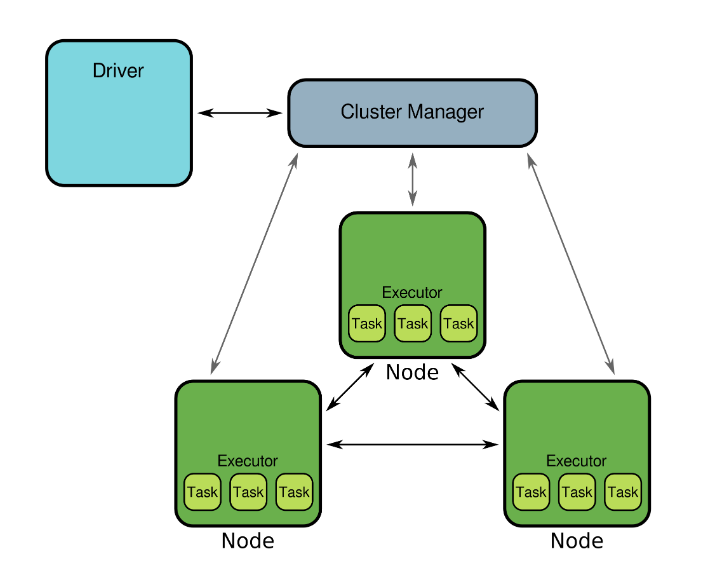 Driver
Cluster Manager
Executor
Task Task Task
Node
Executor
Task Task Task
Node
Executor
Task Task Task
Node